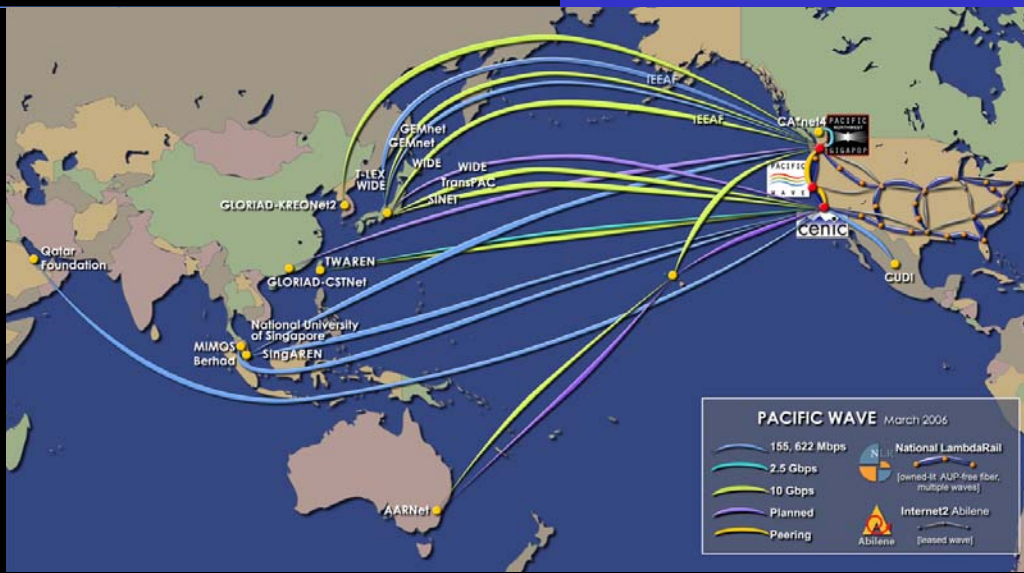 IEEAF
IEEAF
CA*net4
PACIFIC
NORTHWEST
GIGAPOP
GEMnet
GEMnet
WIDE
WIDE
T-LEX
WIDE
TransPAC
SINET
PACIFIC
WAVE
GLORIAD-KREONet2
cenic
Qatar
Foundation
TWAREN
GLORIAD-CSTNet
CUDI
National University
of Singapore
MIMOS
Berhad
SingAREN
AARNet
PACIFIC WAVE March 2006
155, 622 Mbps
2.5 Gbps
10 Gbps
Planned
Peering
NLR
National LambdaRail
[owned-lit AUP-free fiber,
multiple waves]
Abilene
Internet2 Abilene
[leased wave]